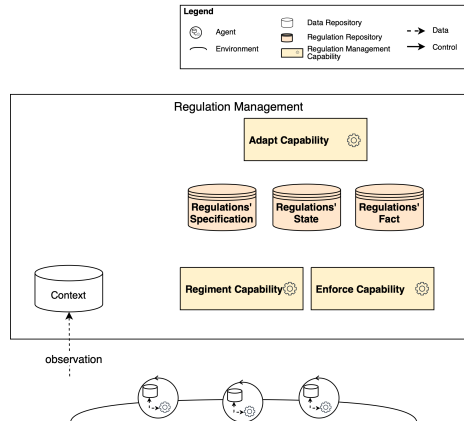 Legend
Agent
Environment
Data Repository
Regulation Repository
Regulation Management
Capability
Data
Control
Regulation Management
Adapt Capability
Regulations'
Specification
Regulations'
State
Regulations'
Fact
Context
Regiment Capability
Enforce Capability
observation